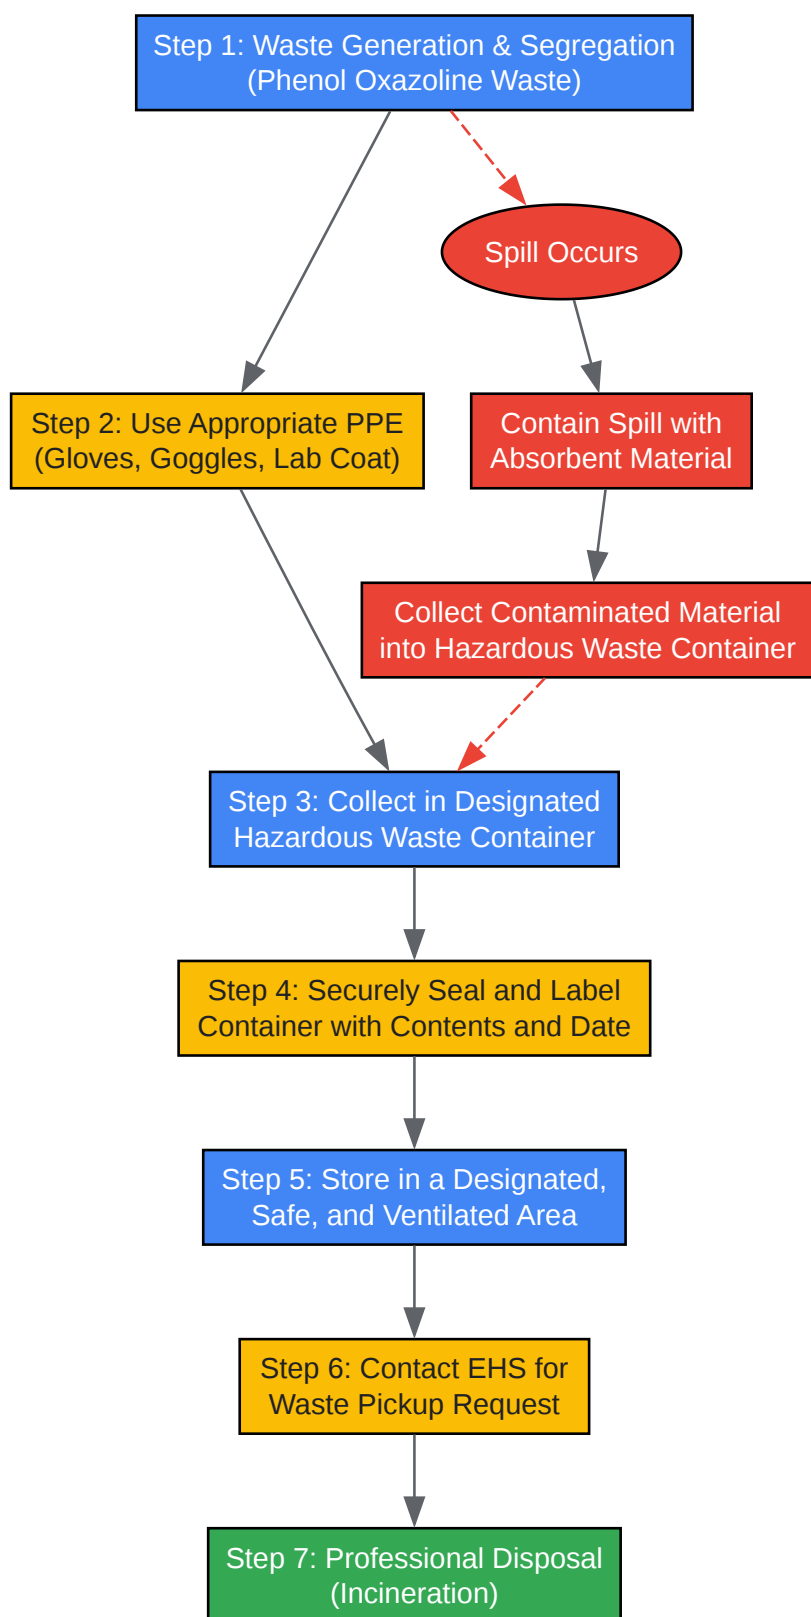 Step 1: Waste Generation & Segregation
(Phenol Oxazoline Waste)
Spill Occurs
Step 2: Use Appropriate PPE
(Gloves, Goggles, Lab Coat)
Contain Spill with
Absorbent Material
Collect Contaminated Material
into Hazardous Waste Container
Step 3: Collect in Designated
Hazardous Waste Container
Step 4: Securely Seal and Label
Container with Contents and Date
Step 5: Store in a Designated,
Safe, and Ventilated Area
Step 6: Contact EHS for
Waste Pickup Request
Step 7: Professional Disposal
(Incineration)